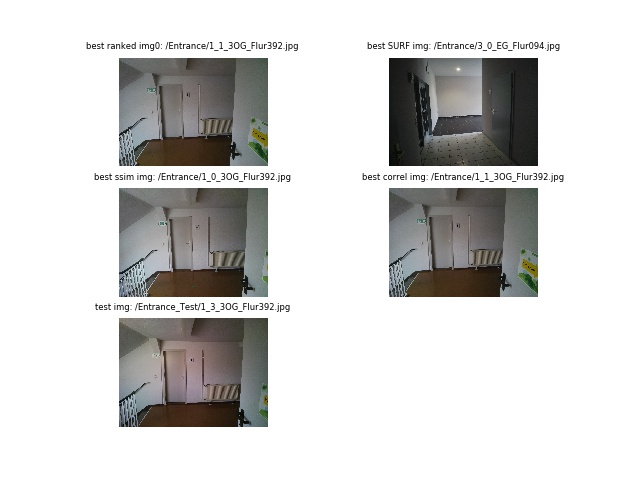 best ranked img0: /Entrance/1_1_3OG_Flur392.jpg
best SURF img: /Entrance/3_0_EG_Flur094.jpg
best ssim img: /Entrance/1_0_3OG_Flur392.jpg
best correl img: /Entrance/1_1_3OG_Flur392.jpg
test img: /Entrance_Test/1_3_3OG_Flur392.jpg